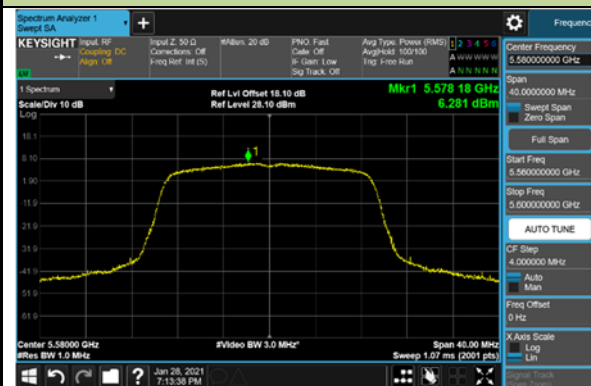 Spectrum Analyzer 1
Swept SA
+
Frequenc
KEYSIGHT
Input: RF
Coupling: DC
Align: Off
Input Z: 50 Ω
Corrections: Off
Freq Ref: Int (S)
#Atten: 20 dB
PNO: Fast
Gate: Off
IF Gain: Low
Sig Track: Off
Avg Type: Power (RMS)
Avg|Hold: 100/100
Trig: Free Run
1 2 3 4 5 6
A W W W W W
A N N N N N
1 Spectrum
Scale/Div 10 dB
Log
Ref Lvl Offset 18.10 dB
Ref Level 28.10 dBm
Mkr1 5.578 18 GHz
6.281 dBm
18.1
8.10
1
-1.90
-11.9
-21.9
-31.9
-41.9
-51.9
-61.9
Center 5.58000 GHz
#Res BW 1.0 MHz
#Video BW 3.0 MHz*
Span 40.00 MHz
Sweep 1.07 ms (2001 pts)
Center Frequency
5.580000000 GHz
Span
40.0000000 MHz
Swept Span
Zero Span
Full Span
Start Freq
5.560000000 GHz
Stop Freq
5.600000000 GHz
AUTO TUNE
CF Step
4.000000 MHz
Auto
Man
Freq Offset
0 Hz
X Axis Scale
Log
Lin
Signal Track
?
Jan 28, 2021
7:13:38 PM